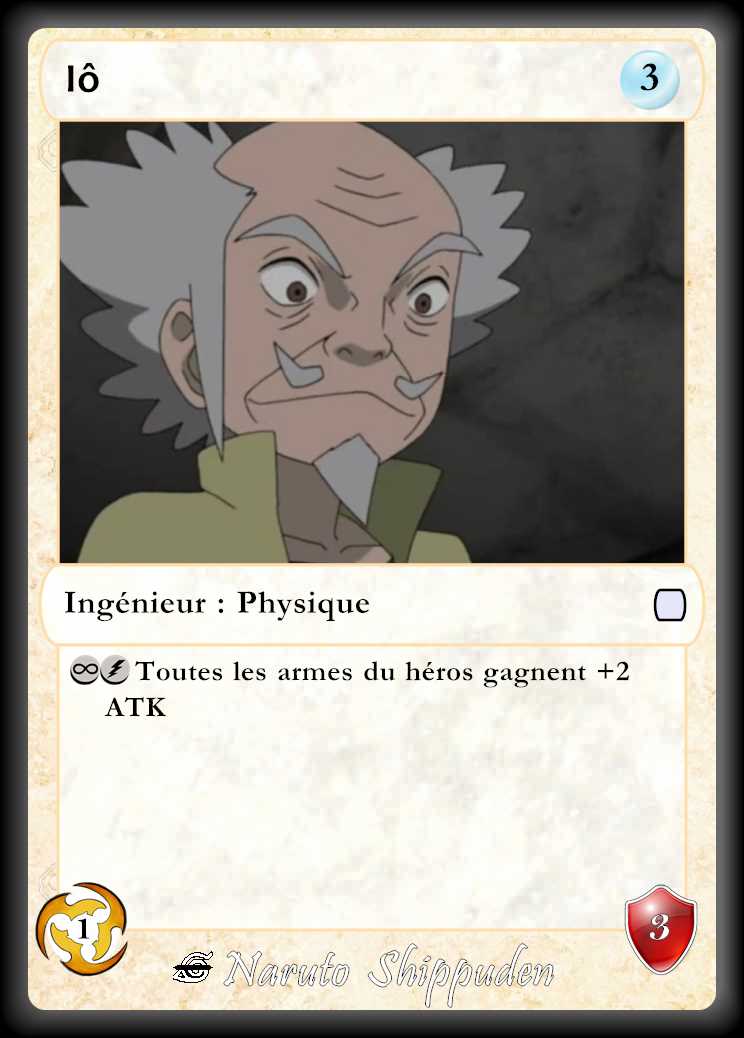 Iô
3
Ingénieur : Physique
Toutes les armes du héros gagnent +2
ATK
1
3
Naruto Shippuden